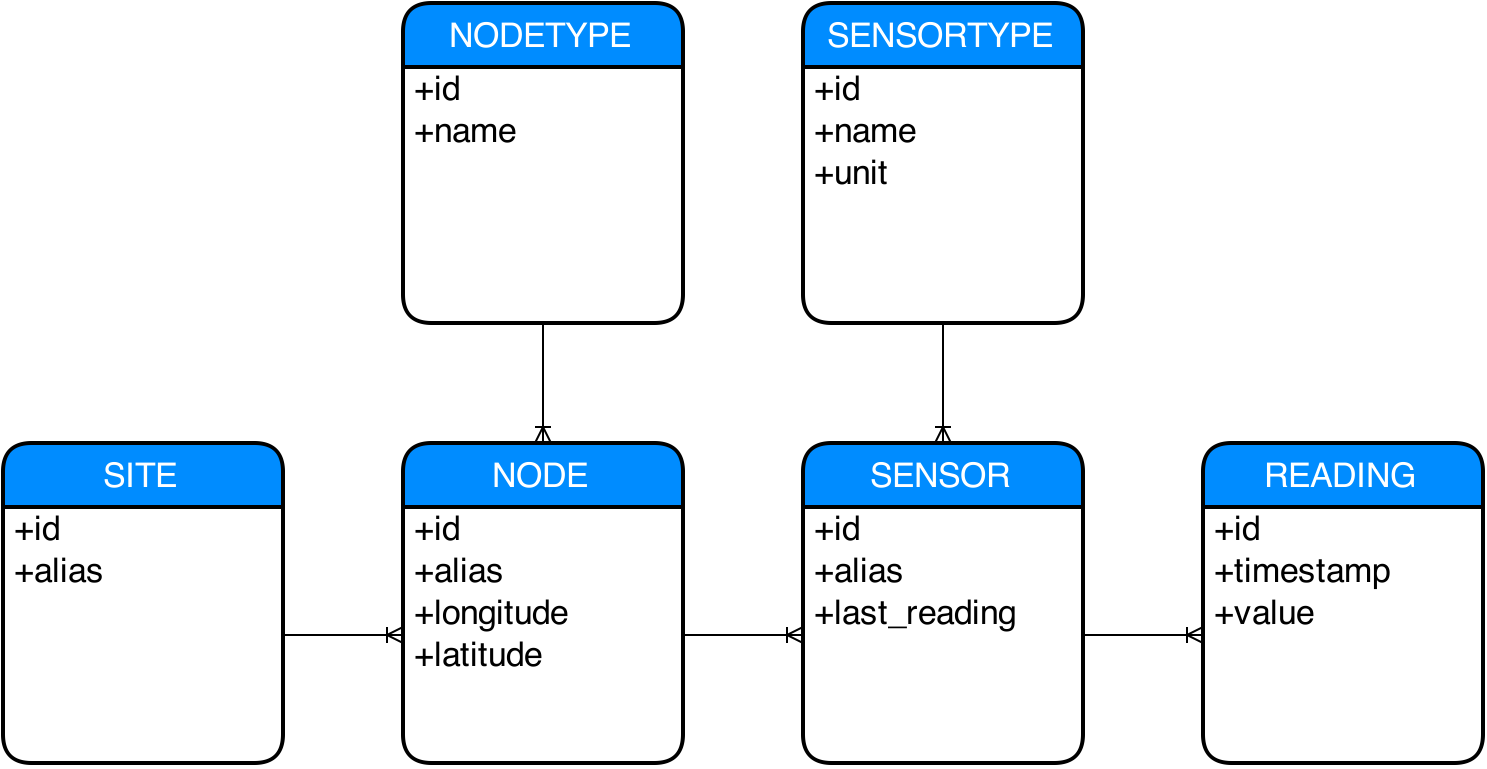 NODETYPE
+id
+name
SENSORTYPE
+id
+name
+unit
SITE
+id
+alias
NODE
+id
+alias
+longitude
+latitude
SENSOR
+id
+alias
+last_reading
READING
+id
+timestamp
+value